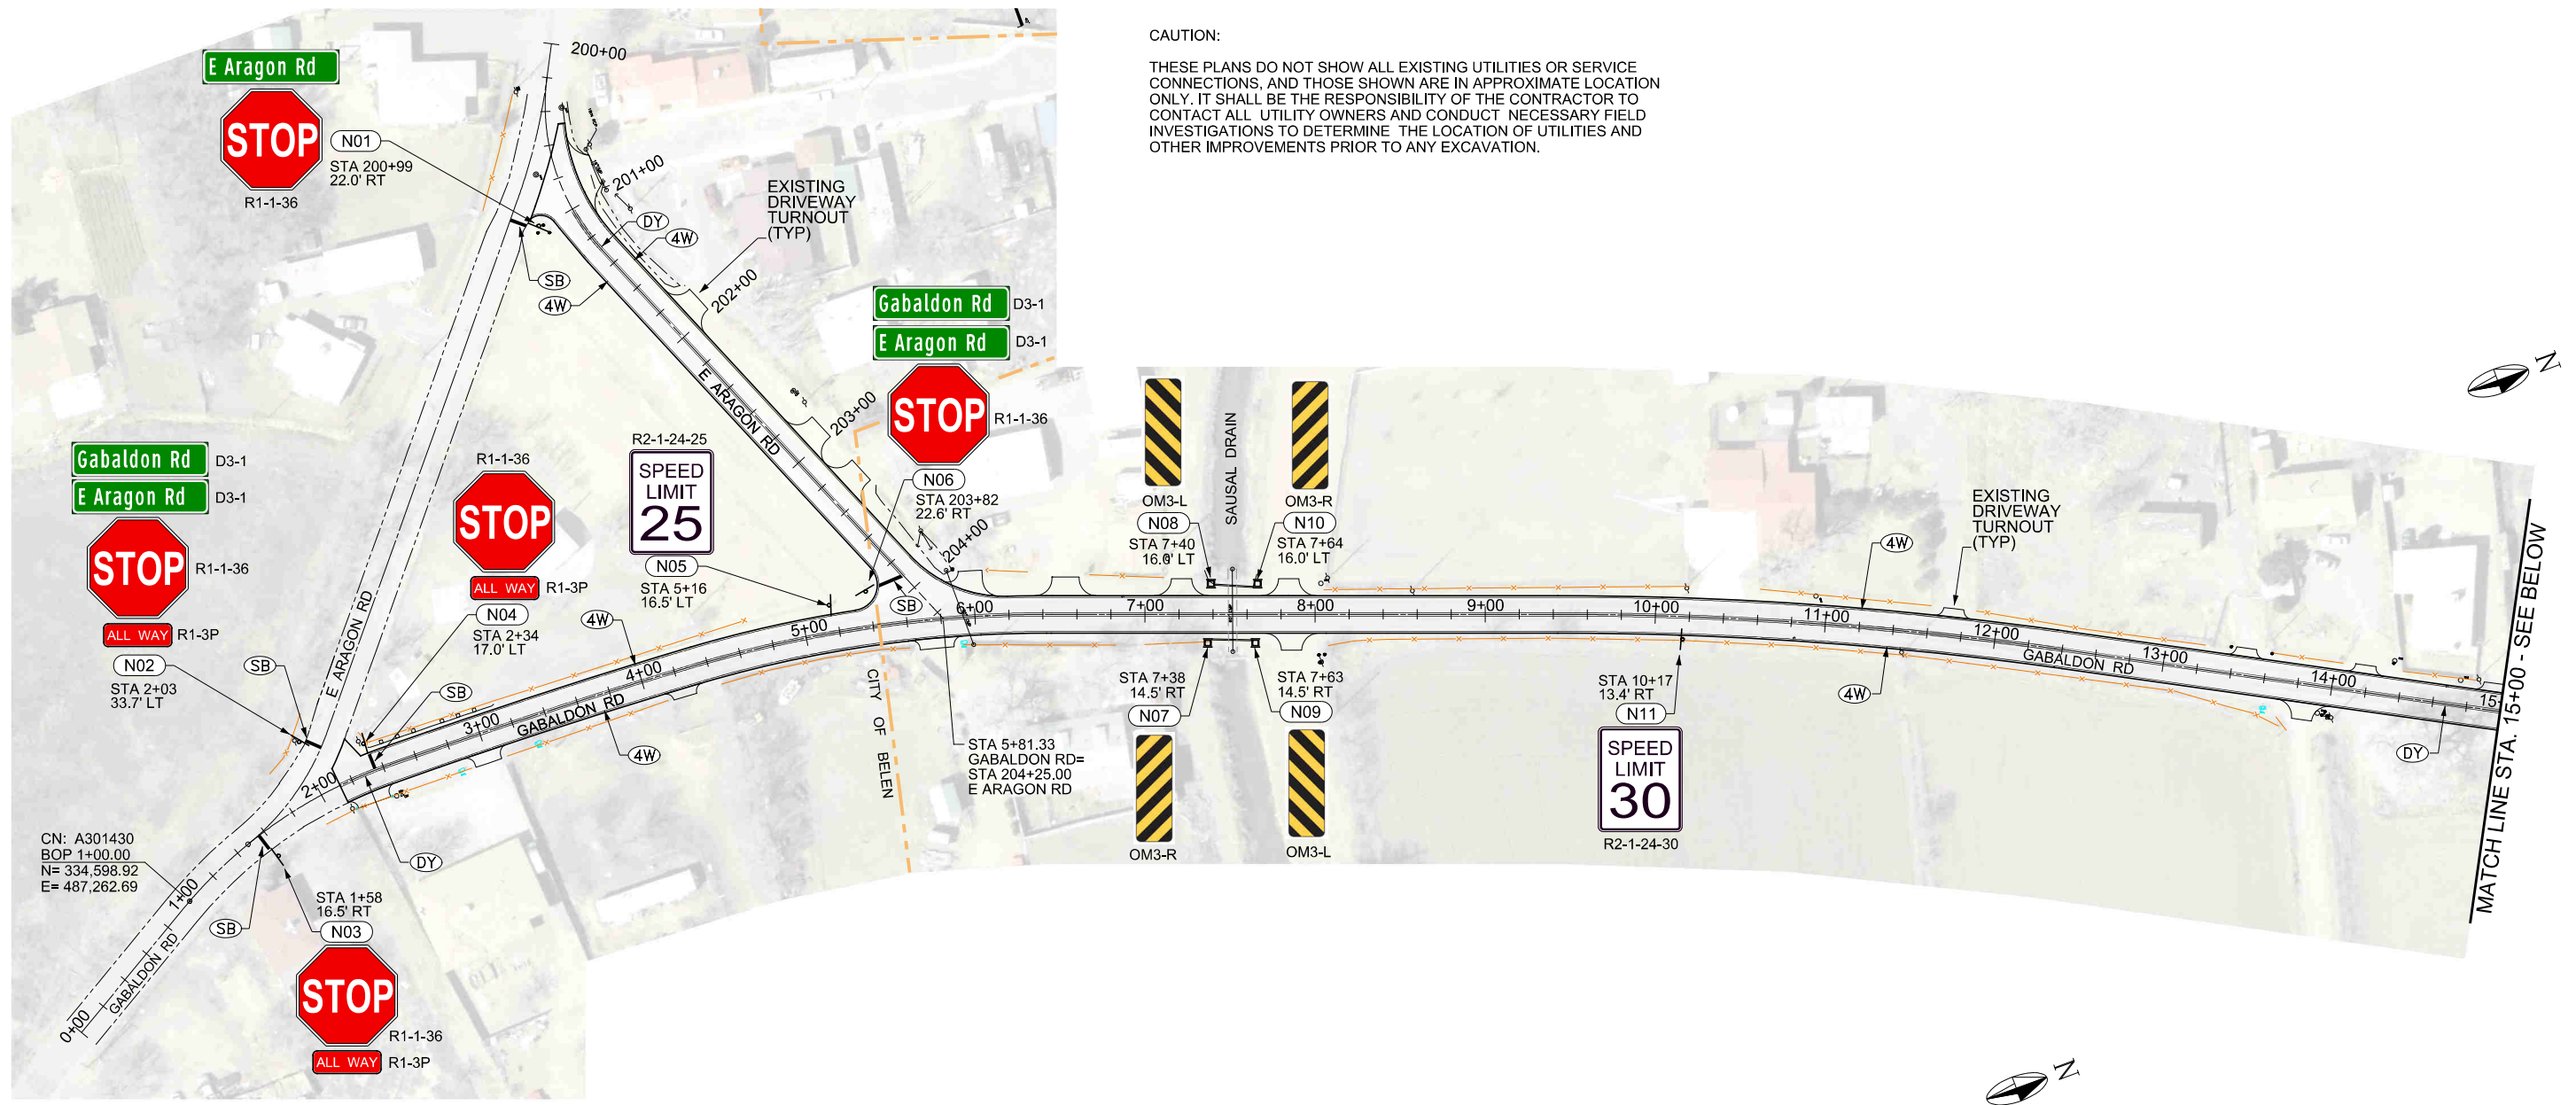 200+00
CAUTION:
THESE PLANS DO NOT SHOW ALL EXISTING UTILITIES OR SERVICE
CONNECTIONS, AND THOSE SHOWN ARE IN APPROXIMATE LOCATION
ONLY. IT SHALL BE THE RESPONSIBILITY OF THE CONTRACTOR TO
CONTACT ALL UTILITY OWNERS AND CONDUCT NECESSARY FIELD
INVESTIGATIONS TO DETERMINE THE LOCATION OF UTILITIES AND
OTHER IMPROVEMENTS PRIOR TO ANY EXCAVATION.
E Aragon Rd
STOP
N01
STA 200+99
22.0' RT
R1-1-36
201+00
EXISTING
DRIVEWAY
TURNOUT
(TYP)
DY
4W
SB
4W
202+00
Gabaldon Rd D3-1
E Aragon Rd D3-1
STOP
R1-1-36
N06
STA 203+82
22.6' RT
E ARAGON RD
203+00
204+00
Gabaldon Rd D3-1
E Aragon Rd D3-1
STOP
R1-1-36
ALL WAY R1-3P
N02
STA 2+03
33.7' LT
SB
E ARAGON RD
R1-1-36
STOP
ALL WAY R1-3P
N04
STA 2+34
17.0' LT
SB
R2-1-24-25
SPEED
LIMIT
25
N05
STA 5+16
16.5' LT
4W
SB
OM3-L
N08
STA 7+40
16.0' LT
SAUSAL DRAIN
OM3-R
N10
STA 7+64
16.0' LT
EXISTING
DRIVEWAY
TURNOUT
(TYP)
4W
N
0+00
1+00
2+00
3+00
4+00
5+00
6+00
7+00
8+00
9+00
10+00
11+00
12+00
13+00
14+00
15+
GABALDON RD
GABALDON RD
GABALDON RD
4W
CITY OF BELEN
STA 5+81.33
GABALDON RD=
STA 204+25.00
E ARAGON RD
STA 7+38
14.5' RT
N07
OM3-R
STA 7+63
14.5' RT
N09
OM3-L
STA 10+17
13.4' RT
N11
SPEED
LIMIT
30
R2-1-24-30
4W
DY
MATCH LINE STA. 15+00 - SEE BELOW
CN: A301430
BOP 1+00.00
N= 334,598.92
E= 487,262.69
DY
SB
STA 1+58
16.5' RT
N03
STOP
R1-1-36
ALL WAY R1-3P
N